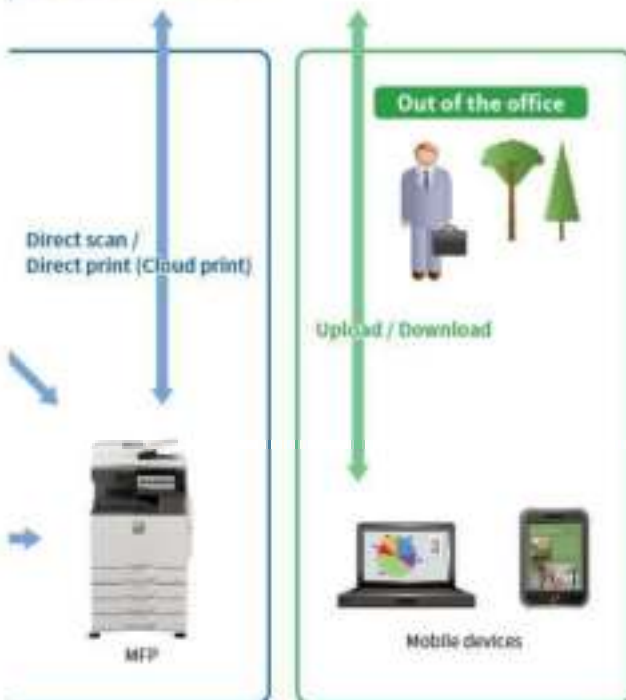 Out of the office
Direct scan /
Direct print (Cloud print)
Upload / Download
MFP
Mobile devices